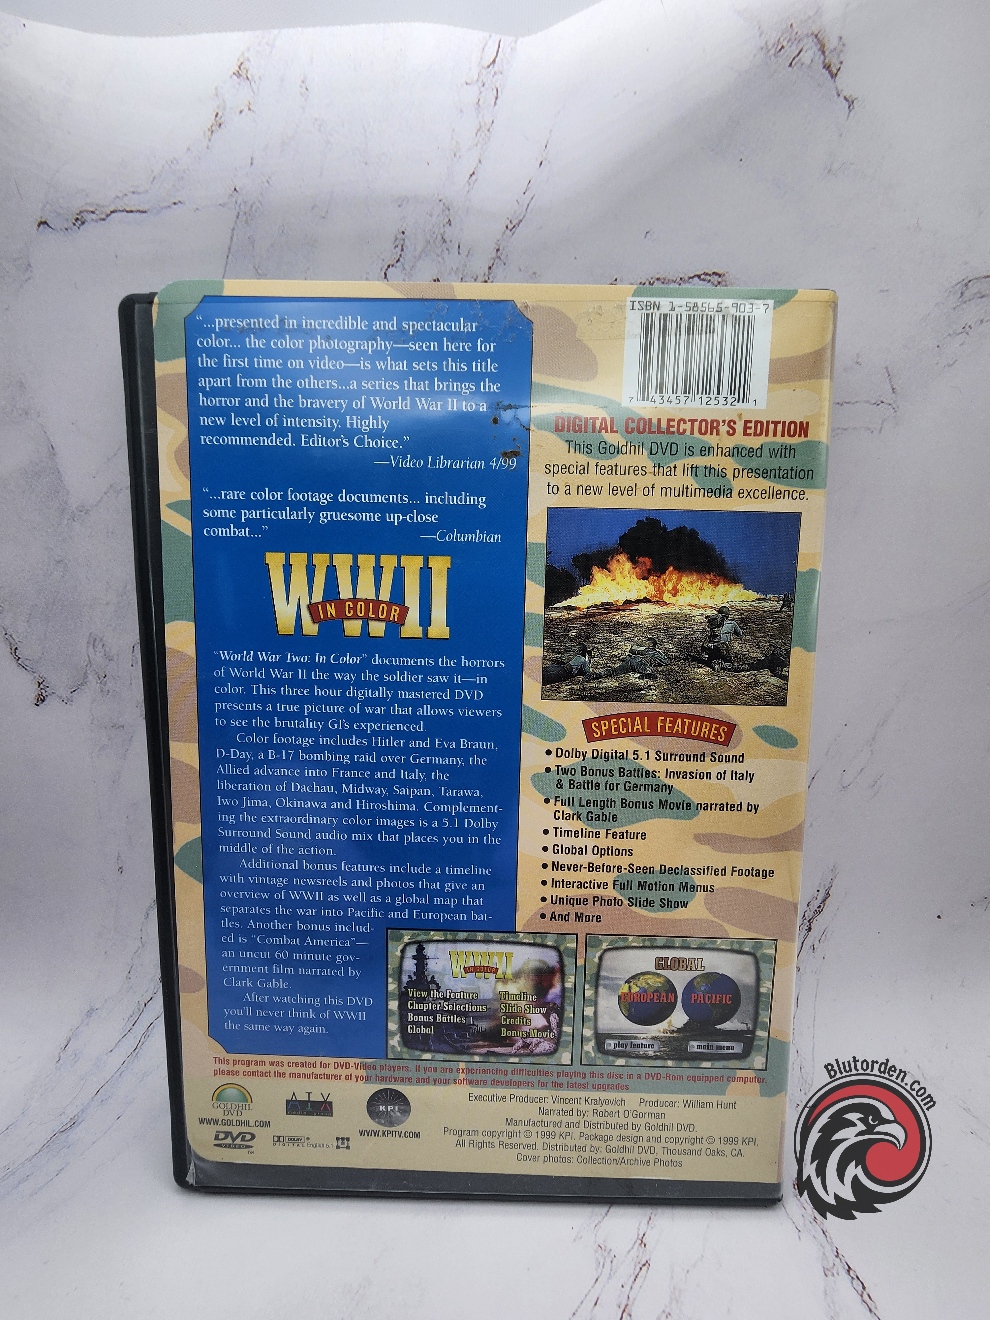 “...presented in incredible and spectacular
color... the color photography—seen here for
the first time on video—is what sets this title
apart from the others...a series that brings the
horror and the bravery of World War II to a
new level of intensity. Highly
recommended. Editor's Choice.”
—Video Librarian 4/99
“...rare color footage documents... including
some particularly gruesome up-close
combat...”
—Columbian
WWII
IN COLOR
“World War Two: In Color” documents the horrors
of World War II the way the soldier saw it—in
color. This three hour digitally mastered DVD
presents a true picture of war that allows viewers
to see the brutality GI's experienced.
Color footage includes Hitler and Eva Braun,
D-Day, a B-17 bombing raid over Germany, the
Allied advance into France and Italy, the
liberation of Dachau, Midway, Saipan, Tarawa,
Iwo Jima, Okinawa and Hiroshima. Complement-
ing the extraordinary color images is a 5.1 Dolby
Surround Sound audio mix that places you in the
middle of the action.
Additional bonus features include a timeline
with vintage newsreels and photos that give an
overview of WWII as well as a global map that
separates the war into Pacific and European bat-
tles. Another bonus includ-
ed is “Combat America”—
an uncut 60 minute gov-
ernment film narrated by
Clark Gable.
After watching this DVD
you'll never think of WWII
the same way again.
ISBN 1-58565-903-7
7 43457 12532 1
DIGITAL COLLECTOR'S EDITION
This Goldhil DVD is enhanced with
special features that lift this presentation
to a new level of multimedia excellence.
SPECIAL FEATURES
• Dolby Digital 5.1 Surround Sound
• Two Bonus Battles: Invasion of Italy
& Battle for Germany
• Full Length Bonus Movie narrated by
Clark Gable
• Timeline Feature
• Global Options
• Never-Before-Seen Declassified Footage
• Interactive Full Motion Menus
• Unique Photo Slide Show
• And More
WWII
IN COLOR
View the Feature
Chapter Selections
Bonus Battles
Global
Timeline
Slide Show
Credits
Bonus Movie
GLOBAL
EUROPEAN
PACIFIC
play feature
main menu
This program was created for DVD-Video players. If you are experiencing difficulties playing this disc in a DVD-Rom equipped computer,
please contact the manufacturer of your hardware and your software developers for the latest upgrades
GOLDHIL
DVD
WWW.GOLDHIL.COM
DVD
VIDEO
KPI
WWW.KPITV.COM
DOLBY
DIGITAL
Executive Producer: Vincent Kralyevich Producer: William Hunt
Narrated by: Robert O'Gorman
Manufactured and Distributed by Goldhil DVD.
Program copyright © 1999 KPI. Package design and copyright © 1999 KPI.
All Rights Reserved. Distributed by: Goldhil DVD, Thousand Oaks, CA.
Cover photos: Collection/Archive Photos
Blutorden.com